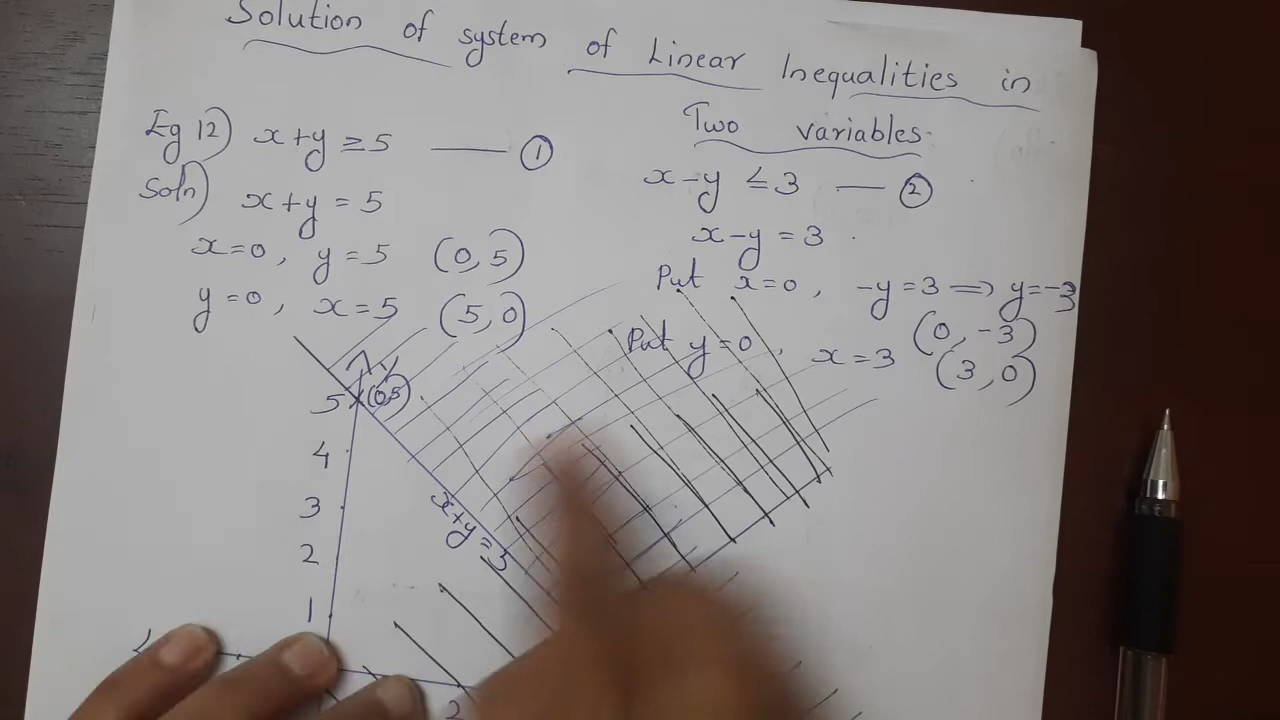 Solution of system of Linear Inequalities in
Two variables
Eg 12) x+y ≥5 —— ①
Soln) x+y = 5
x=0, y=5 (0,5)
y=0, x=5 (5,0)
x-y ≤ 3 — ②
x-y = 3
Put x=0, -y=3 ⟹ y=-3
(0, -3)
Put y=0, x=3 (3,0)
5 (0,5)
4
3
2
1
x+y=5
2